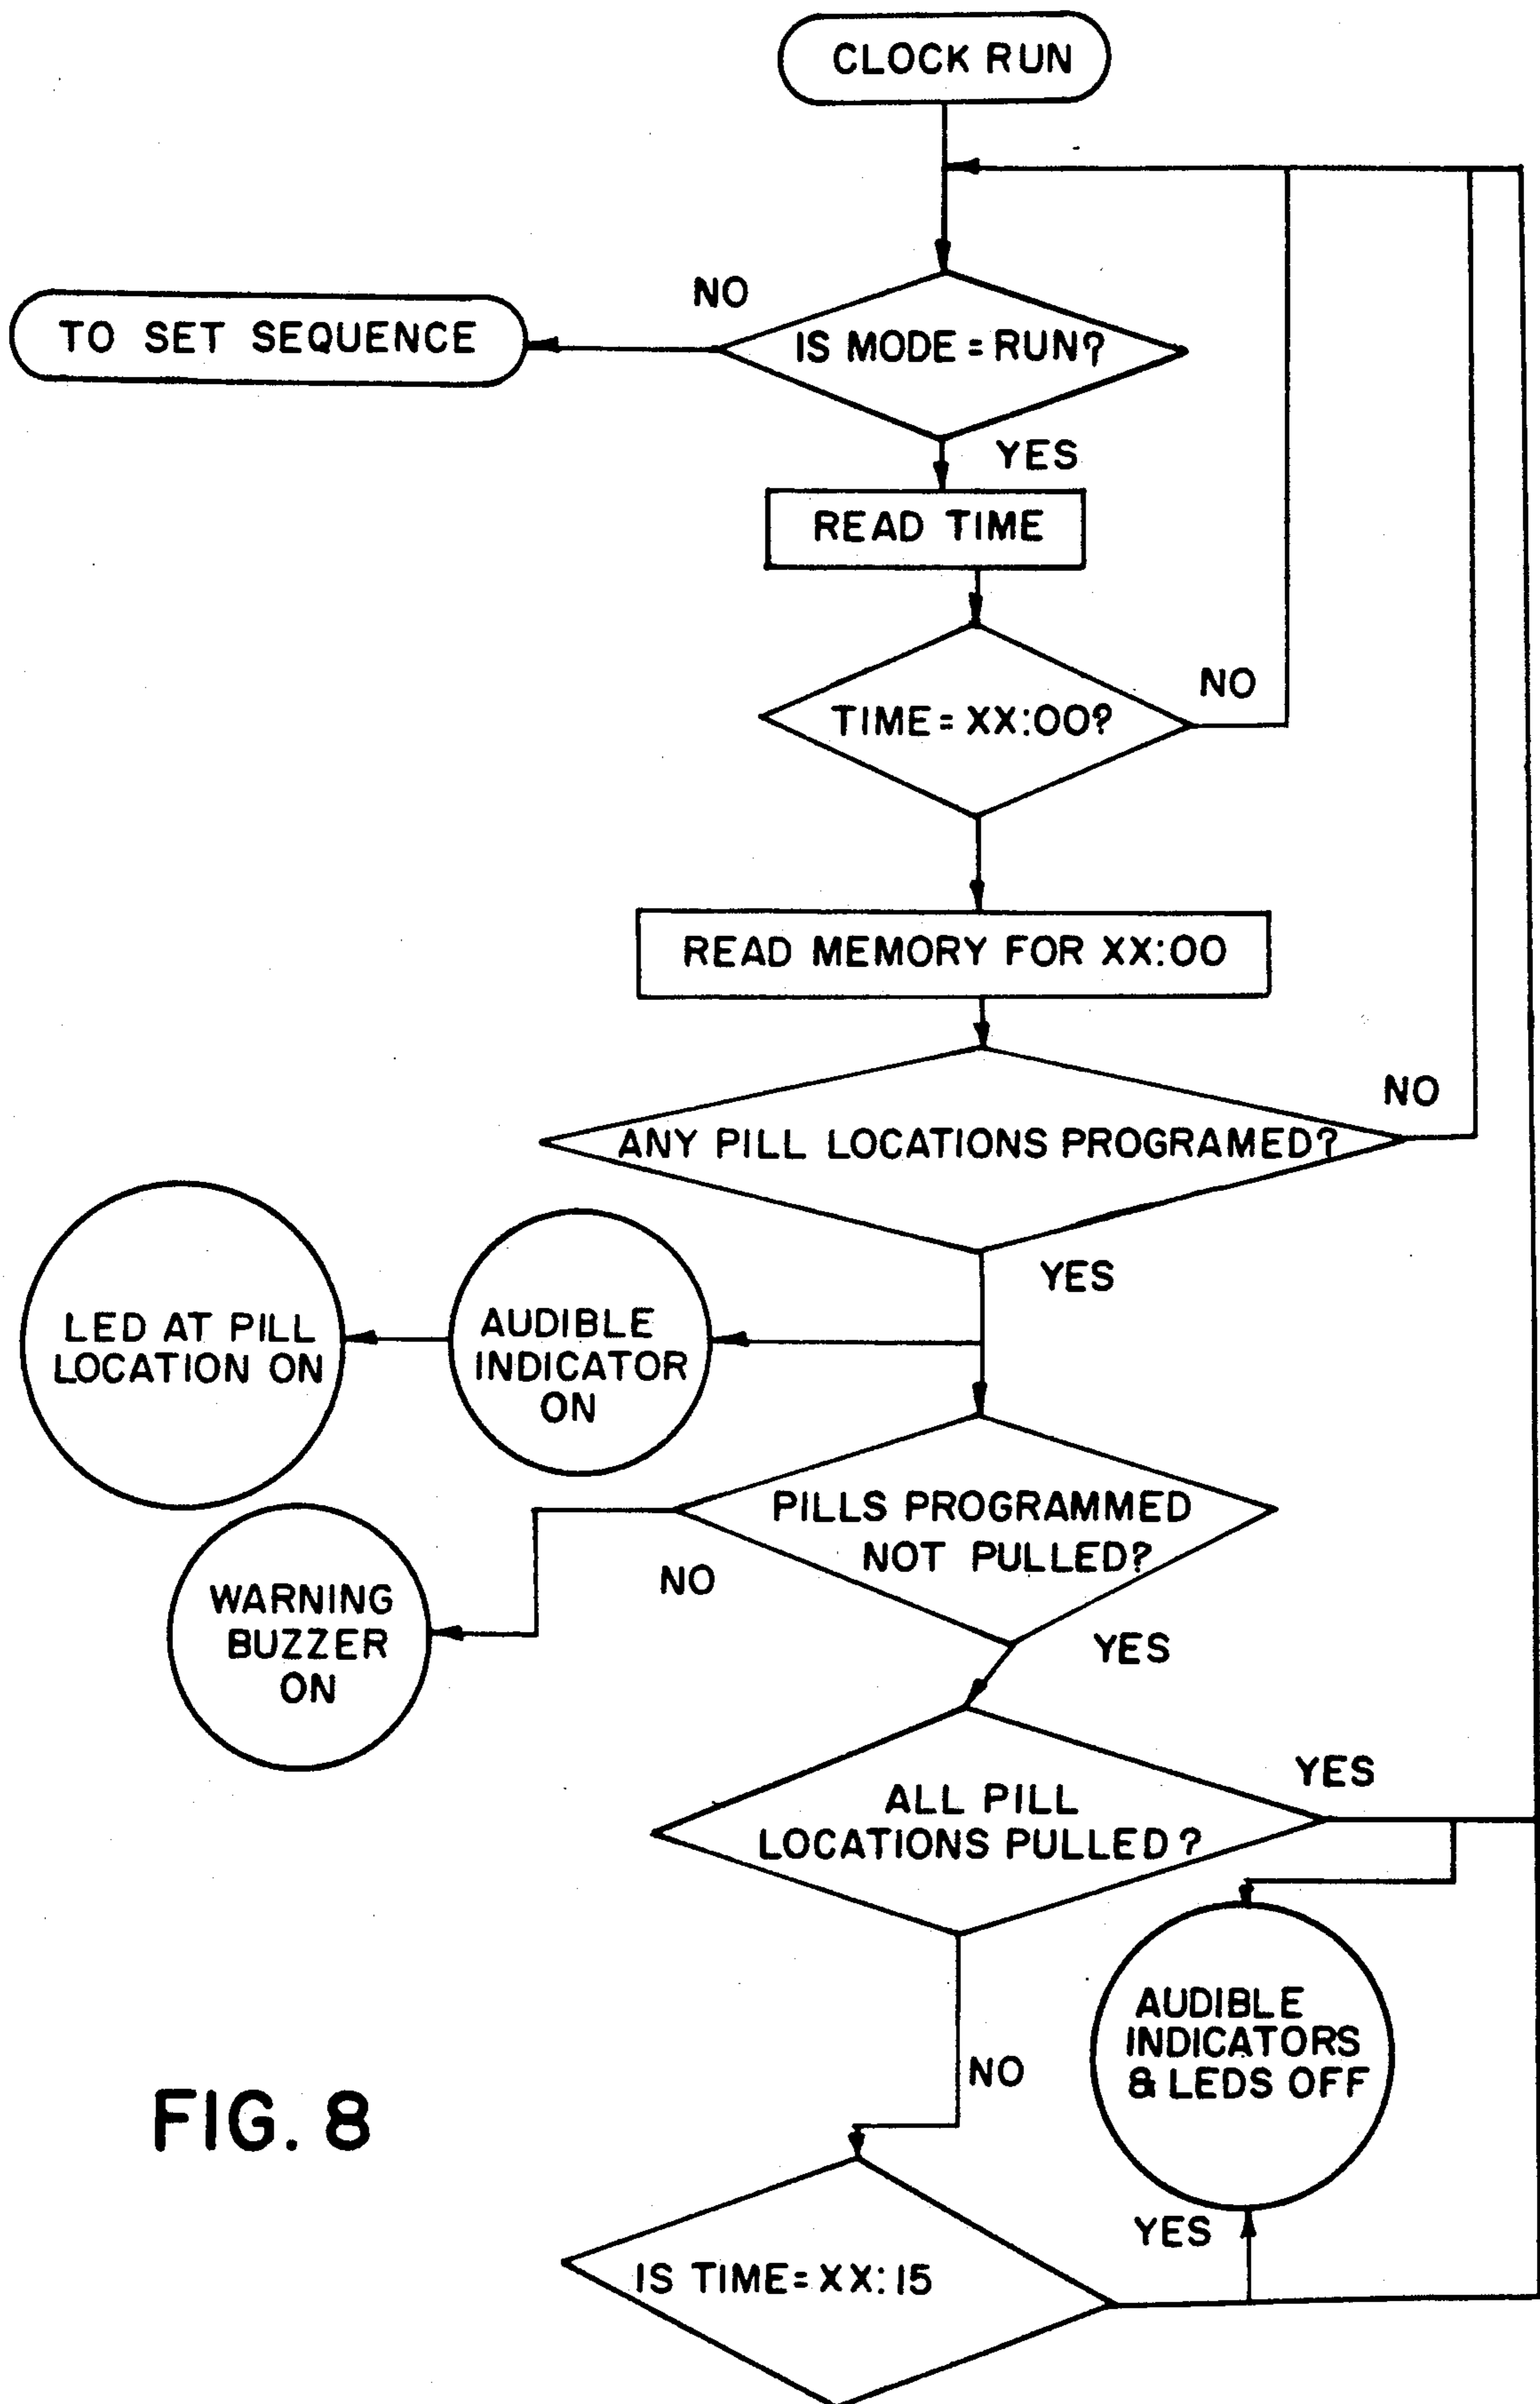 CLOCK RUN
NO
TO SET SEQUENCE
IS MODE = RUN?
YES
READ TIME
NO
TIME = XX:00?
READ MEMORY FOR XX:00
NO
ANY PILL LOCATIONS PROGRAMED?
YES
LED AT PILL
LOCATION ON
AUDIBLE
INDICATOR
ON
PILLS PROGRAMMED
NOT PULLED?
NO
WARNING
BUZZER
ON
YES
YES
ALL PILL
LOCATIONS PULLED?
AUDIBLE
INDICATORS
& LEDS OFF
NO
FIG. 8
YES
IS TIME = XX:15